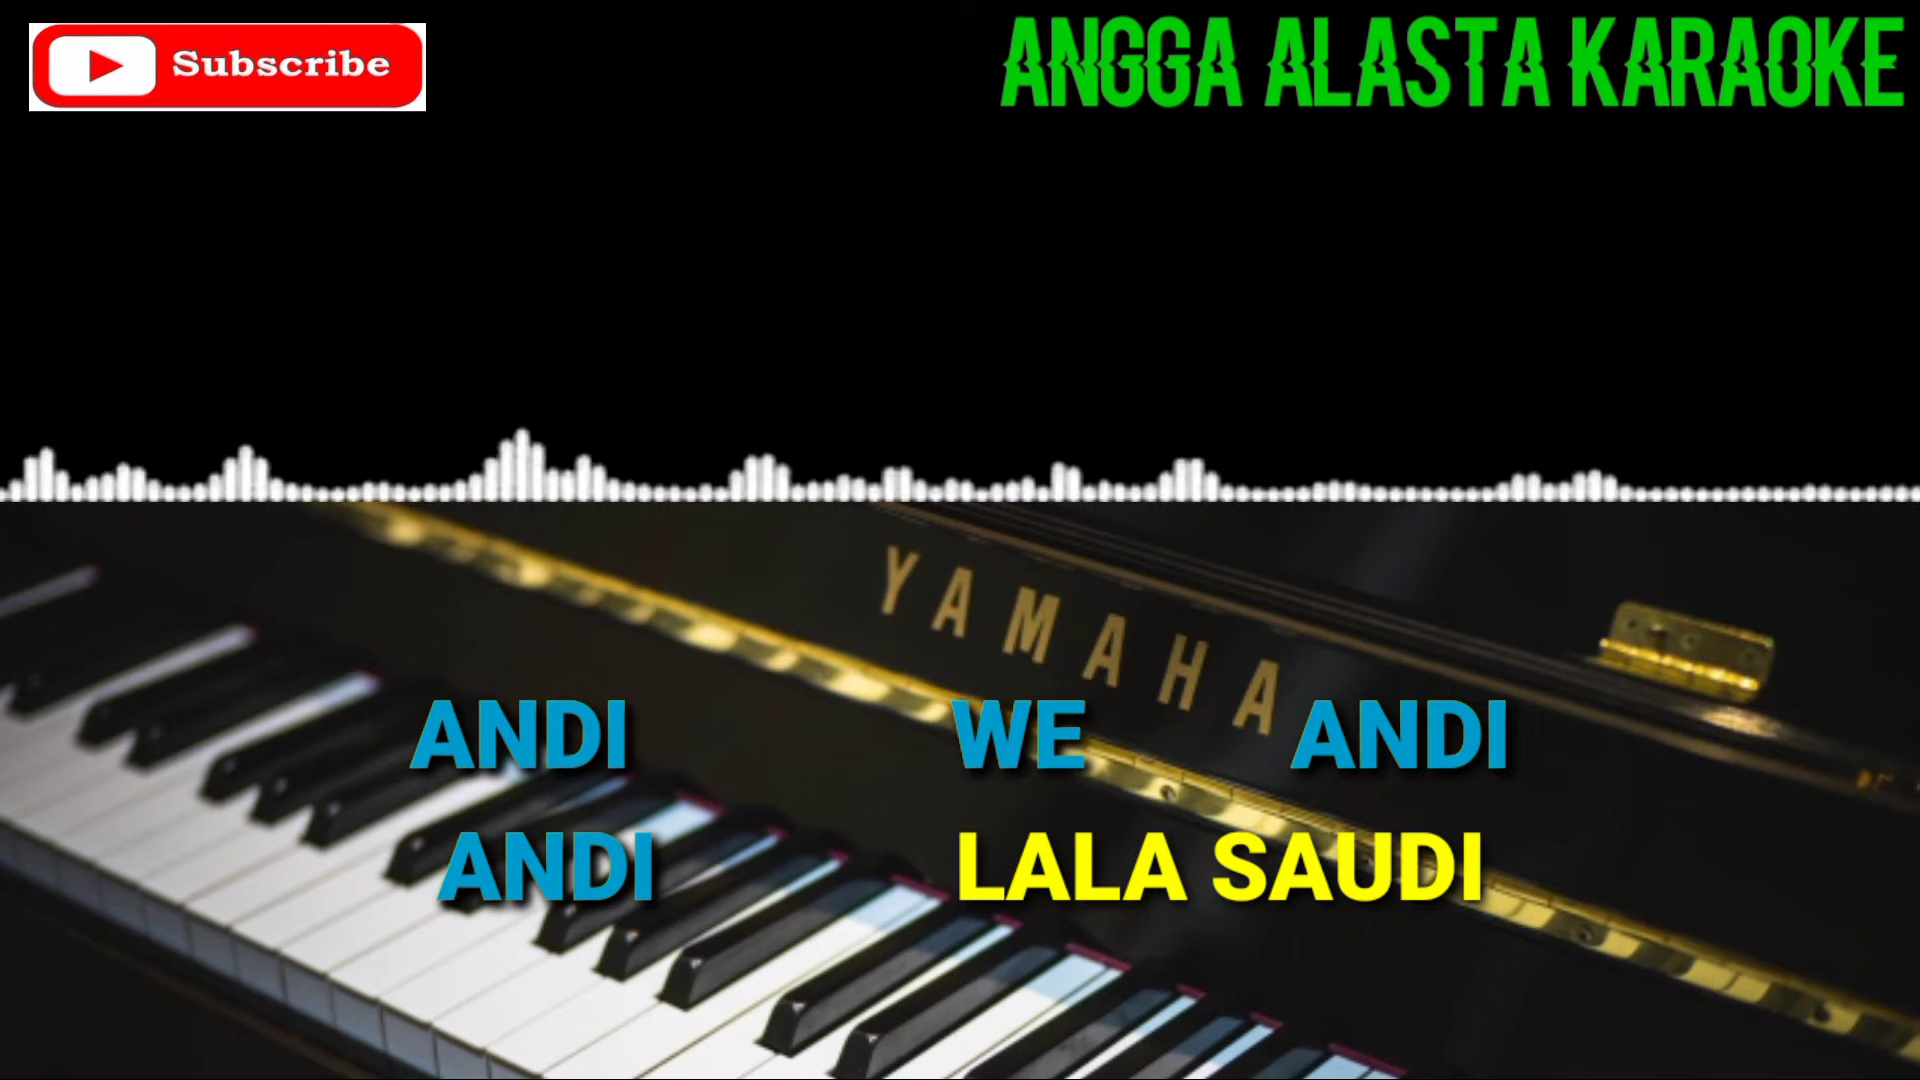 Subscribe
ANGGA ALASTA KARAOKE
YAMAHA
ANDI WE ANDI
ANDI LALA SAUDI